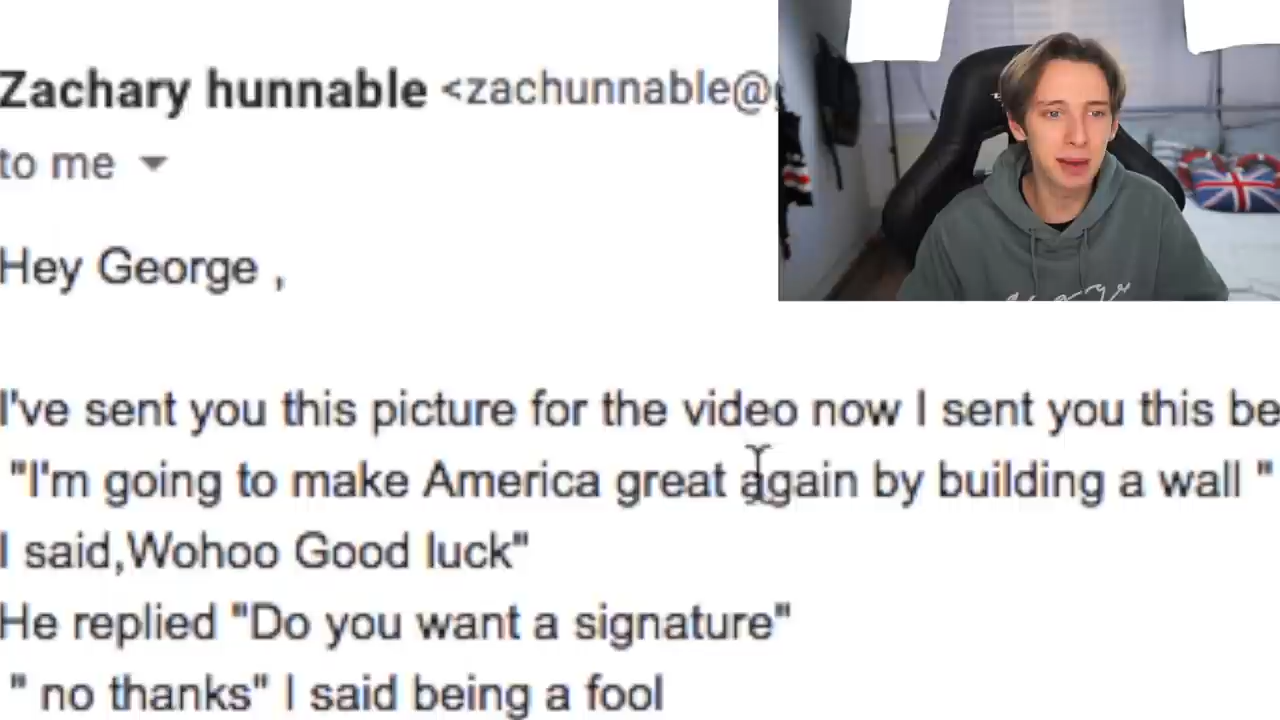 Zachary hunnable <zachunnable@
to me
Hey George ,
I've sent you this picture for the video now I sent you this be
"I'm going to make America great again by building a wall "
I said,Wohoo Good luck"
He replied "Do you want a signature"
" no thanks" I said being a fool